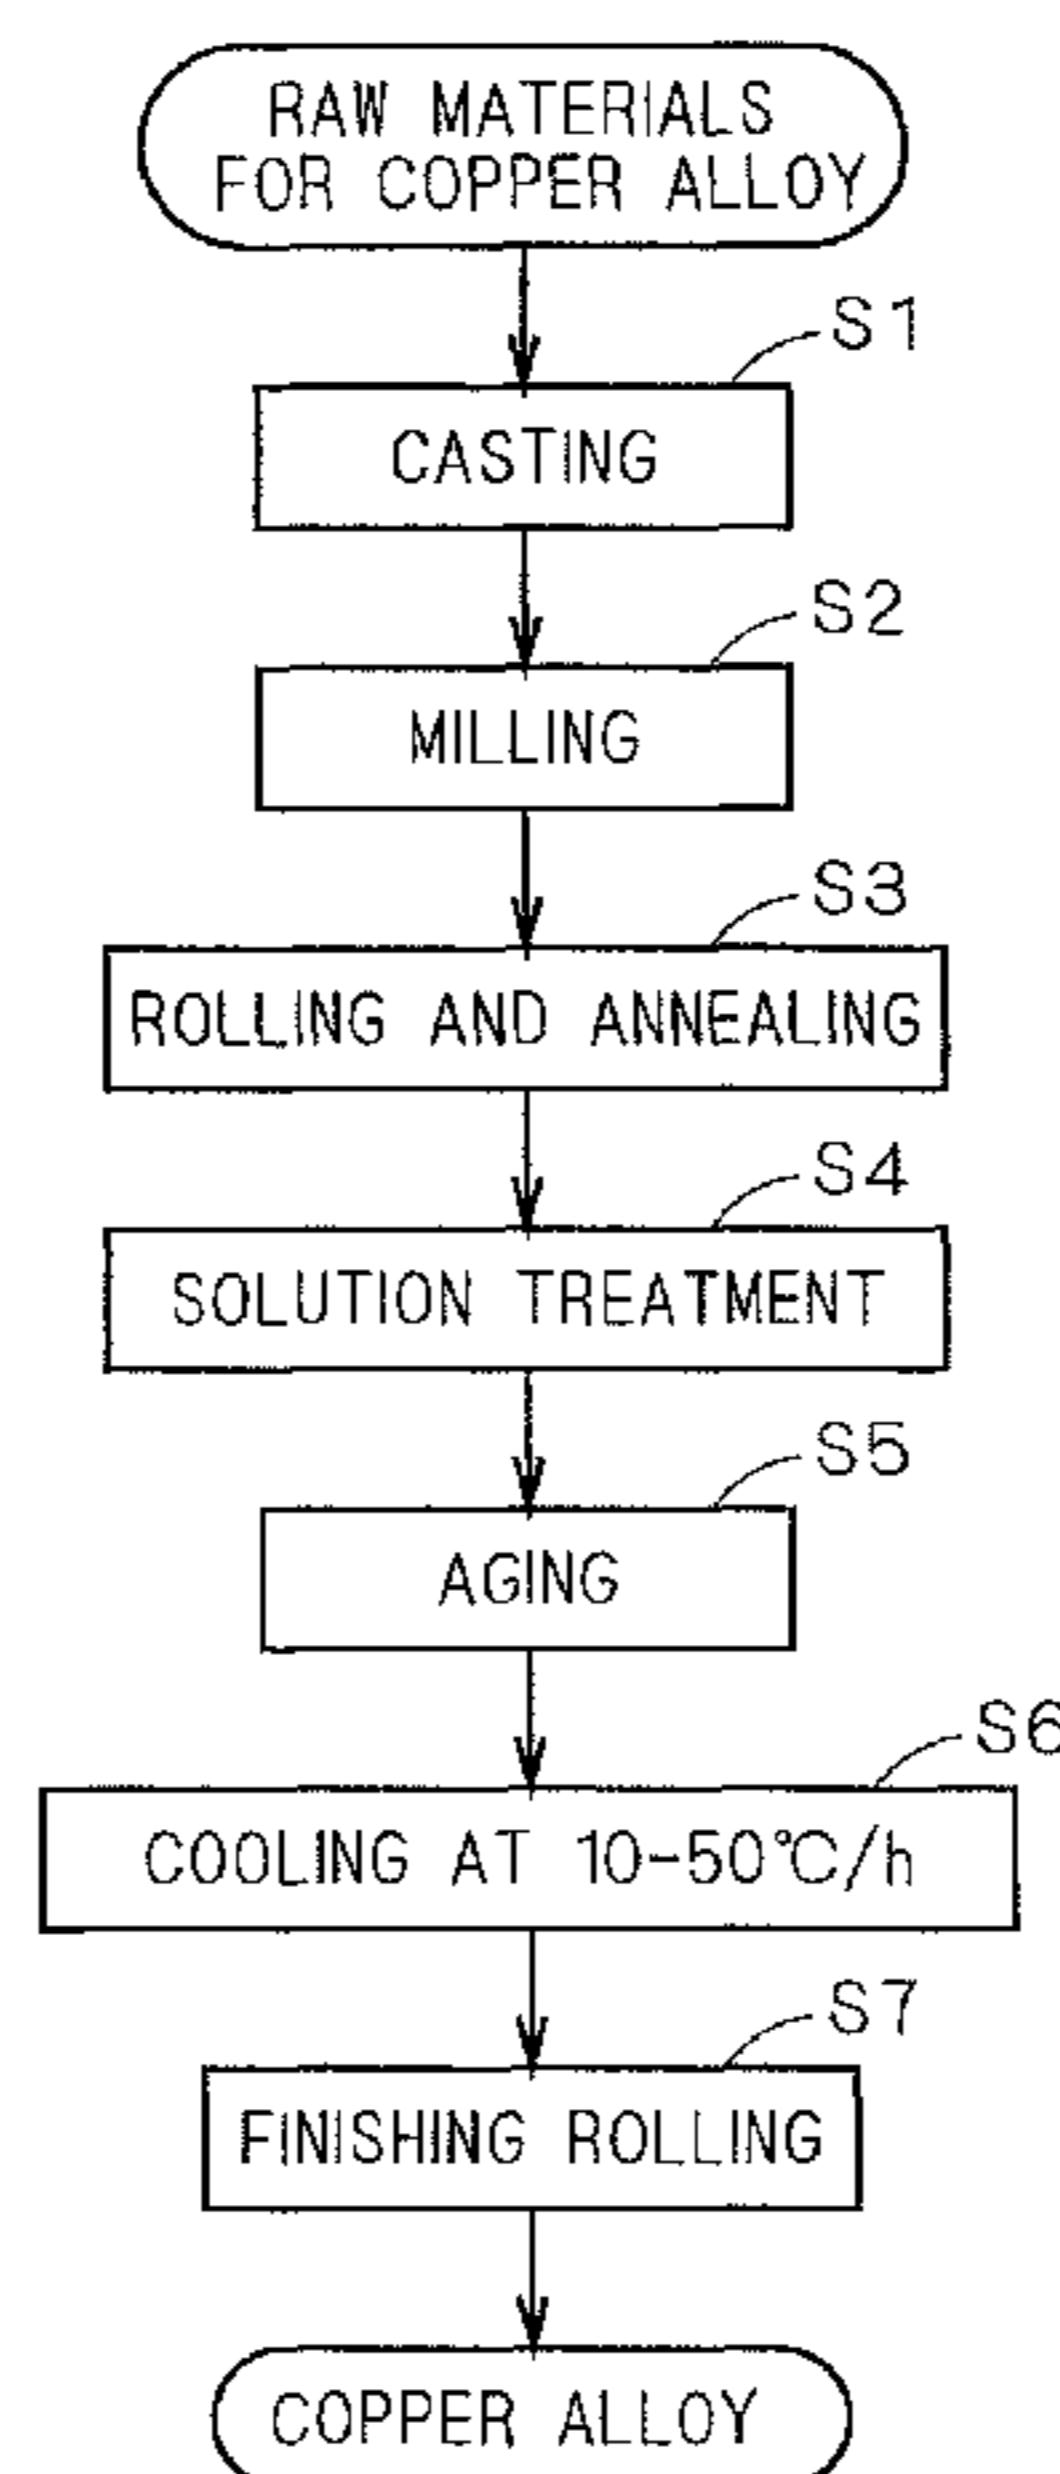 RAW MATERIALS
FOR COPPER ALLOY
S1
CASTING
S2
MILLING
S3
ROLLING AND ANNEALING
S4
SOLUTION TREATMENT
S5
AGING
S6
COOLING AT 10-50℃/h
S7
FINISHING ROLLING
COPPER ALLOY